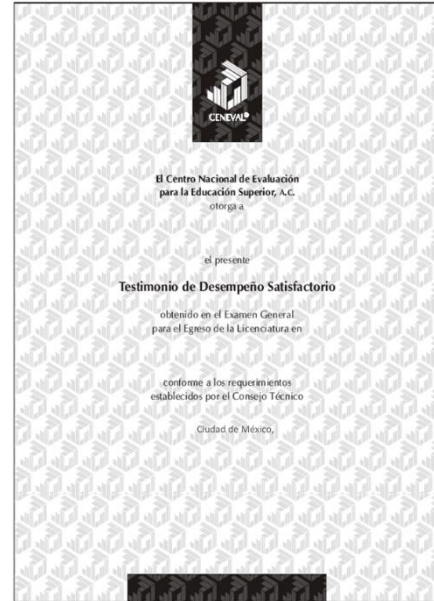 CENEVAL®
El Centro Nacional de Evaluación
para la Educación Superior, A.C.
otorga a
el presente
Testimonio de Desempeño Satisfactorio
obtenido en el Examen General
para el Egreso de la Licenciatura en
conforme a los requerimientos
establecidos por el Consejo Técnico
Ciudad de México,